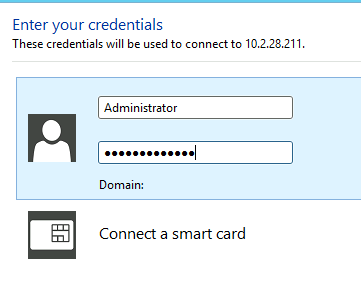 Enter your credentials
These credentials will be used to connect to 10.2.28.211.
Administrator
•••••••••••••
Domain:
Connect a smart card